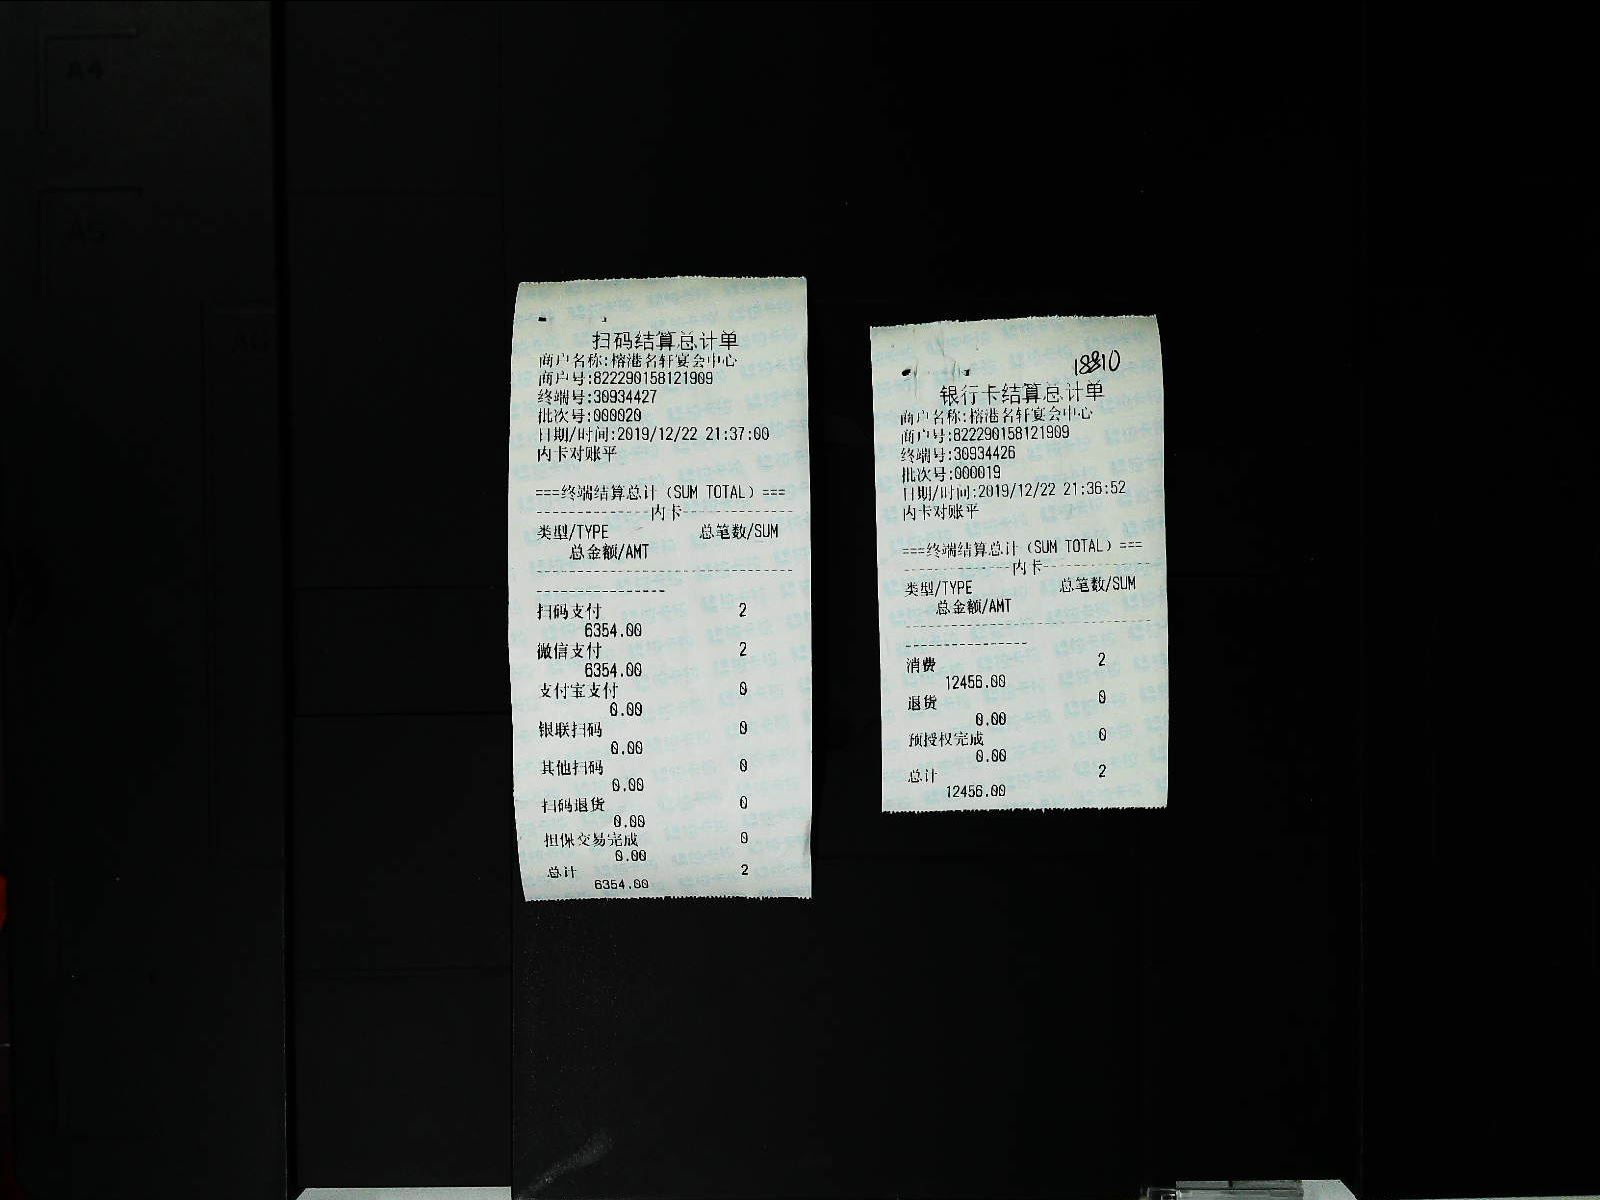 扫码结算总计单
商户名称:榕港名轩宴会中心
商户号:822290158121909
终端号:30934427
批次号:000020
日期/时间:2019/12/22 21:37:00
内卡对账平
===终端结算总计（SUM TOTAL）===
---------------内卡---------------
类型/TYPE 总笔数/SUM
总金额/AMT
扫码支付 2
6354.00
微信支付 2
6354.00
支付宝支付 0
0.00
银联扫码 0
0.00
其他扫码 0
0.00
扫码退货 0
0.00
担保交易完成 0
0.00
总计 2
6354.00
18810
银行卡结算总计单
商户名称:榕港名轩宴会中心
商户号:822290158121909
终端号:30934426
批次号:000019
日期/时间:2019/12/22 21:36:52
内卡对账平
===终端结算总计（SUM TOTAL）===
---------------内卡---------------
类型/TYPE 总笔数/SUM
总金额/AMT
消费 2
12456.00
退货 0
0.00
预授权完成 0
0.00
总计 2
12456.00